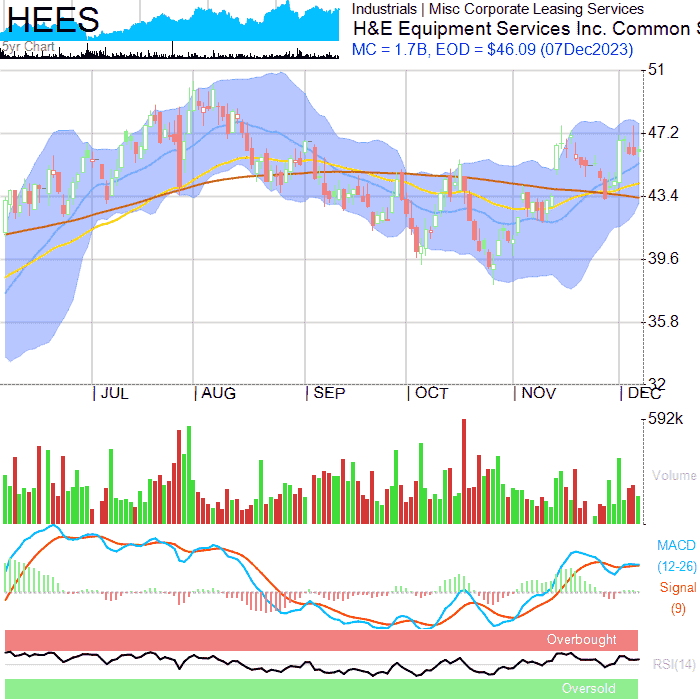 HEES
5yr Chart
Industrials | Misc Corporate Leasing Services
H&E Equipment Services Inc. Common S
MC = 1.7B, EOD = $46.09 (07Dec2023)
51
47.2
43.4
39.6
35.8
32
| JUL | AUG | SEP | OCT | NOV | DEC
592k
Volume
MACD
(12-26)
Signal
(9)
Overbought
RSI(14)
Oversold